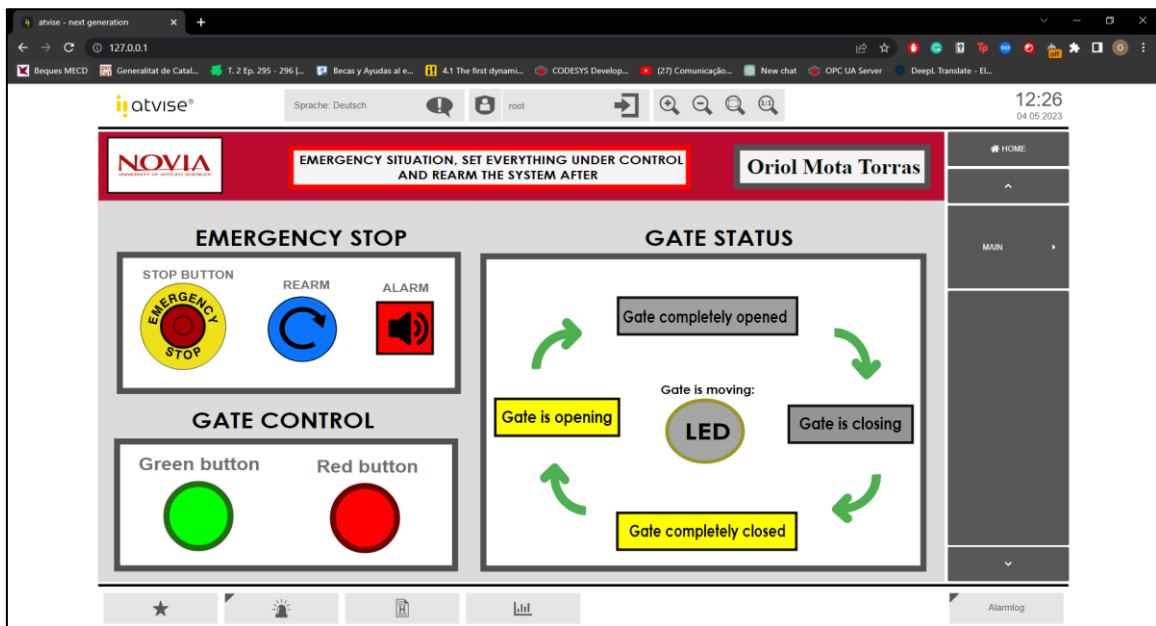 atvise - next generation
127.0.0.1
Beques MECD
Generalitat de Catal...
T. 2 Ep. 295 - 296 |...
Becas y Ayudas al e...
4.1 The first dynami...
CODESYS Develop...
(27) Comunicação...
New chat
OPC UA Server
DeepL Translate - El...
off
atvise®
Sprache: Deutsch
root
1:1
12:26
04.05.2023
NOVIA
UNIVERSITY OF APPLIED SCIENCES
EMERGENCY SITUATION, SET EVERYTHING UNDER CONTROL
AND REARM THE SYSTEM AFTER
Oriol Mota Torras
HOME
MAIN
EMERGENCY STOP
STOP BUTTON
REARM
ALARM
EMERGENCY
STOP
GATE CONTROL
Green button
Red button
GATE STATUS
Gate completely opened
Gate is moving:
Gate is opening
LED
Gate is closing
Gate completely closed
H
Alarmlog